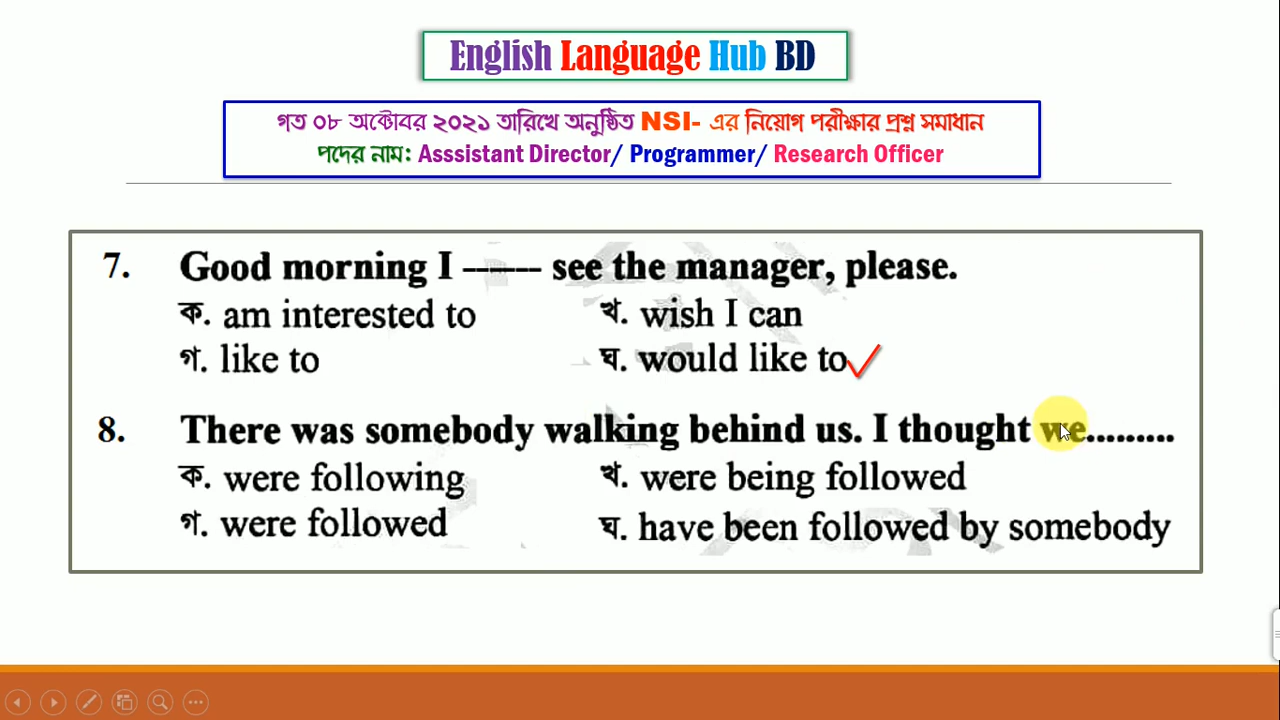 English Language Hub BD
গত ০৮ অক্টোবর ২০২১ তারিখে অনুষ্ঠিত NSI- এর নিয়োগ পরীক্ষার প্রশ্ন সমাধান
পদের নাম: Asssistant Director/ Programmer/ Research Officer
7. Good morning I ------ see the manager, please.
ক. am interested to খ. wish I can
গ. like to ঘ. would like to
8. There was somebody walking behind us. I thought we.........
ক. were following খ. were being followed
গ. were followed ঘ. have been followed by somebody